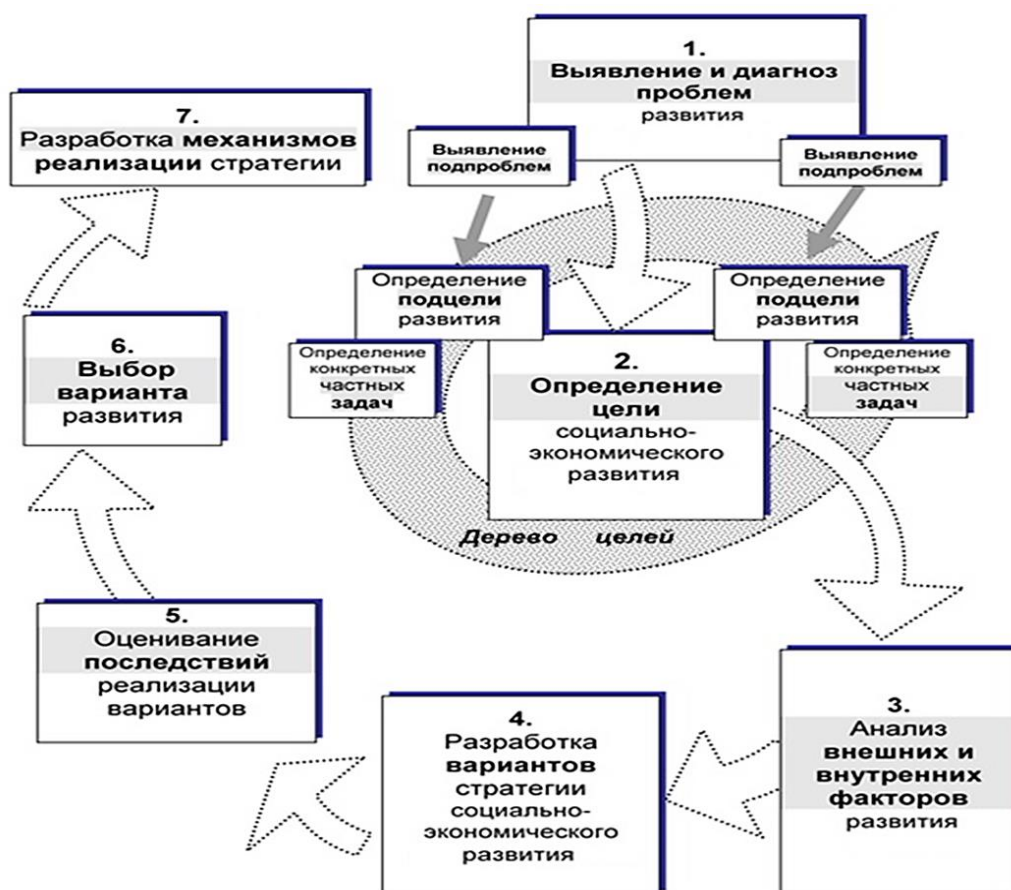 1.
Выявление и диагноз
проблем
развития
Выявление
подпроблем
Выявление
подпроблем
7.
Разработка механизмов
реализации стратегии
Определение
подцели
развития
Определение
подцели
развития
Определение
конкретных
частных
задач
2.
Определение
цели
социально-
экономического
развития
Определение
конкретных
частных
задач
6.
Выбор
варианта
развития
Дерево целей
5.
Оценивание
последствий
реализации
вариантов
4.
Разработка
вариантов
стратегии
социально-
экономического
развития
3.
Анализ
внешних и
внутренних
факторов
развития